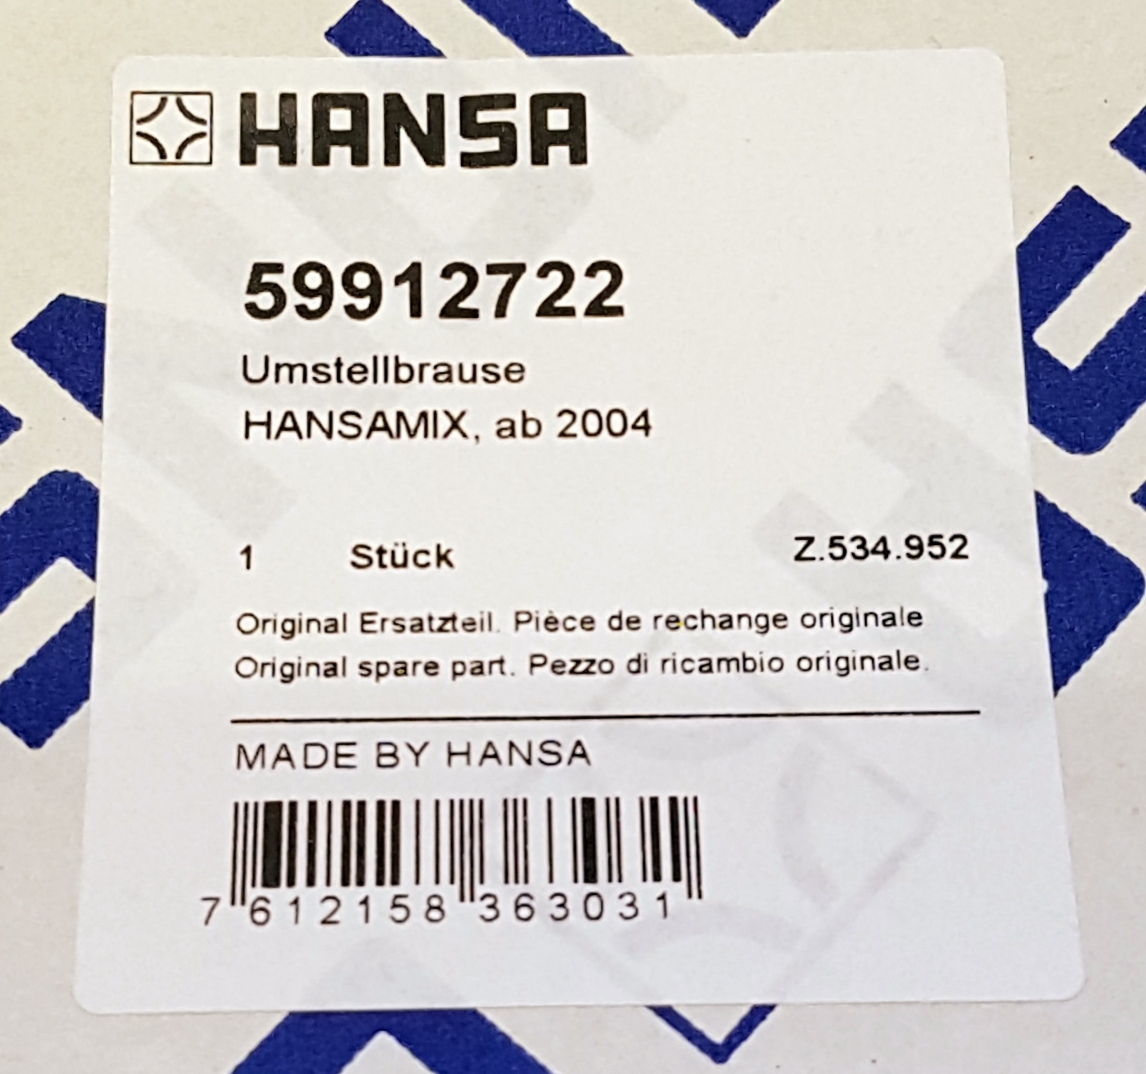 HANSA
59912722
Umstellbrause
HANSAMIX, ab 2004
1 Stück Z.534.952
Original Ersatzteil. Pièce de rechange originale
Original spare part. Pezzo di ricambio originale.
MADE BY HANSA
7 612158 363031